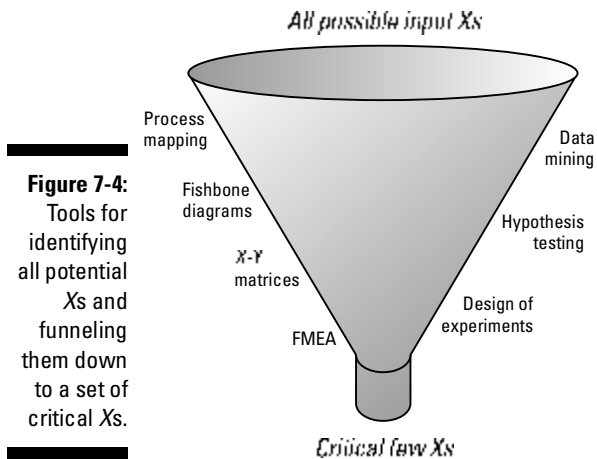 All possible input Xs
Process
mapping
Data
mining
Figure 7-4:
Tools for
identifying
all potential
Xs and
funneling
them down
to a set of
critical Xs.
Fishbone
diagrams
Hypothesis
testing
X-Y
matrices
Design of
experiments
FMEA
Critical few Xs